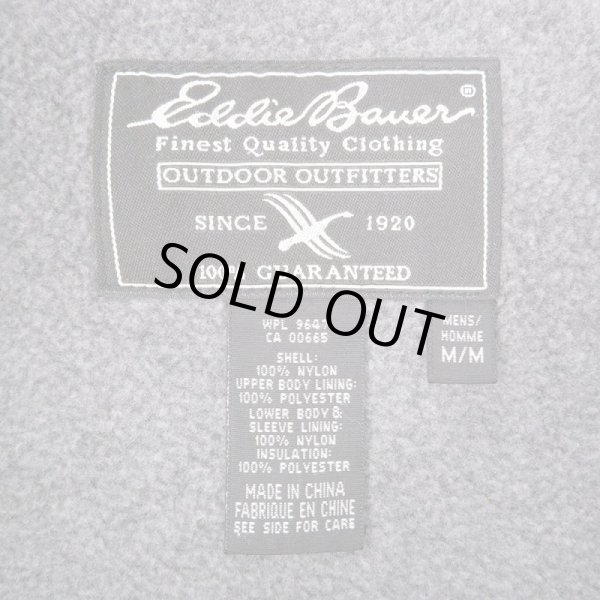 Eddie Bauer ®
Finest Quality Clothing
OUTDOOR OUTFITTERS
SINCE 1920
100% GUARANTEED
SOLD OUT
WPL
CA 00665
SHELL:
100% NYLON
UPPER BODY LINING:
100% POLYESTER
LOWER BODY &
SLEEVE LINING:
100% NYLON
INSULATION:
100% POLYESTER
MADE IN CHINA
FABRIQUE EN CHINE
SEE SIDE FOR CARE
MENS/
HOMME
M/M